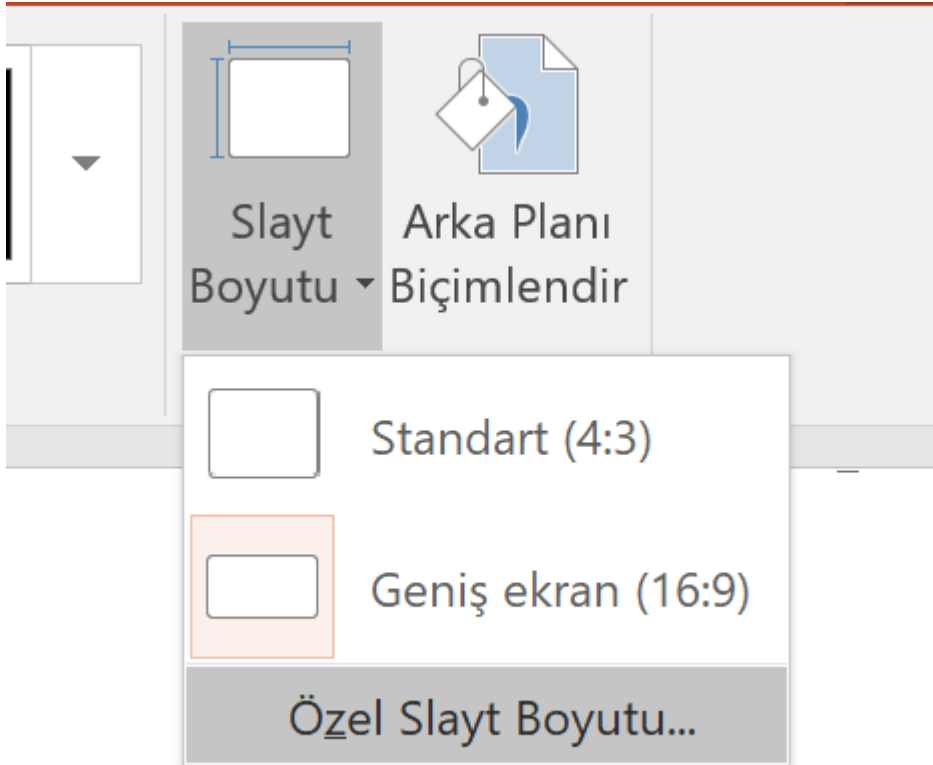 Slayt
Boyutu
Arka Planı
Biçimlendir
Standart (4:3)
Geniş ekran (16:9)
Özel Slayt Boyutu...